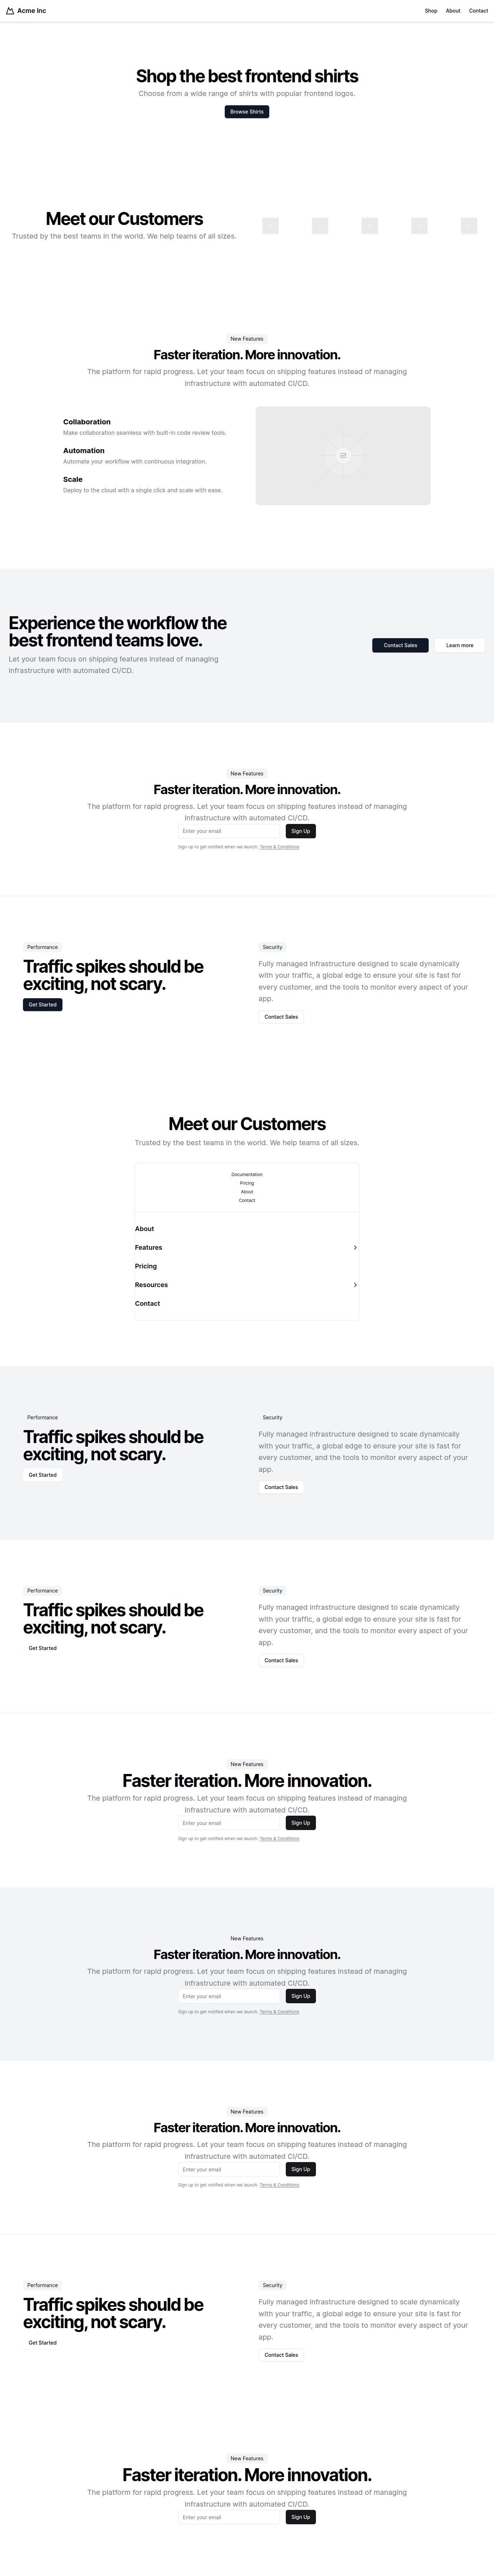 Acme Inc
Shop About Contact
Shop the best frontend shirts
Choose from a wide range of shirts with popular frontend logos.
Browse Shirts
Meet our Customers
Trusted by the best teams in the world. We help teams of all sizes.
New Features
Faster iteration. More innovation.
The platform for rapid progress. Let your team focus on shipping features instead of managing
infrastructure with automated CI/CD.
Collaboration
Make collaboration seamless with built-in code review tools.
Automation
Automate your workflow with continuous integration.
Scale
Deploy to the cloud with a single click and scale with ease.
Experience the workflow the
best frontend teams love.
Let your team focus on shipping features instead of managing
infrastructure with automated CI/CD.
Contact Sales
Learn more
New Features
Faster iteration. More innovation.
The platform for rapid progress. Let your team focus on shipping features instead of managing
infrastructure with automated CI/CD.
Enter your email
Sign Up
Sign up to get notified when we launch. Terms & Conditions
Performance
Traffic spikes should be
exciting, not scary.
Get Started
Security
Fully managed infrastructure designed to scale dynamically
with your traffic, a global edge to ensure your site is fast for
every customer, and the tools to monitor every aspect of your
app.
Contact Sales
Meet our Customers
Trusted by the best teams in the world. We help teams of all sizes.
Documentation
Pricing
About
Contact
About
Features
Pricing
Resources
Contact
Performance
Traffic spikes should be
exciting, not scary.
Get Started
Security
Fully managed infrastructure designed to scale dynamically
with your traffic, a global edge to ensure your site is fast for
every customer, and the tools to monitor every aspect of your
app.
Contact Sales
Performance
Traffic spikes should be
exciting, not scary.
Get Started
Security
Fully managed infrastructure designed to scale dynamically
with your traffic, a global edge to ensure your site is fast for
every customer, and the tools to monitor every aspect of your
app.
Contact Sales
New Features
Faster iteration. More innovation.
The platform for rapid progress. Let your team focus on shipping features instead of managing
infrastructure with automated CI/CD.
Enter your email
Sign Up
Sign up to get notified when we launch. Terms & Conditions
New Features
Faster iteration. More innovation.
The platform for rapid progress. Let your team focus on shipping features instead of managing
infrastructure with automated CI/CD.
Enter your email
Sign Up
Sign up to get notified when we launch. Terms & Conditions
New Features
Faster iteration. More innovation.
The platform for rapid progress. Let your team focus on shipping features instead of managing
infrastructure with automated CI/CD.
Enter your email
Sign Up
Sign up to get notified when we launch. Terms & Conditions
Performance
Traffic spikes should be
exciting, not scary.
Get Started
Security
Fully managed infrastructure designed to scale dynamically
with your traffic, a global edge to ensure your site is fast for
every customer, and the tools to monitor every aspect of your
app.
Contact Sales
New Features
Faster iteration. More innovation.
The platform for rapid progress. Let your team focus on shipping features instead of managing
infrastructure with automated CI/CD.
Enter your email
Sign Up